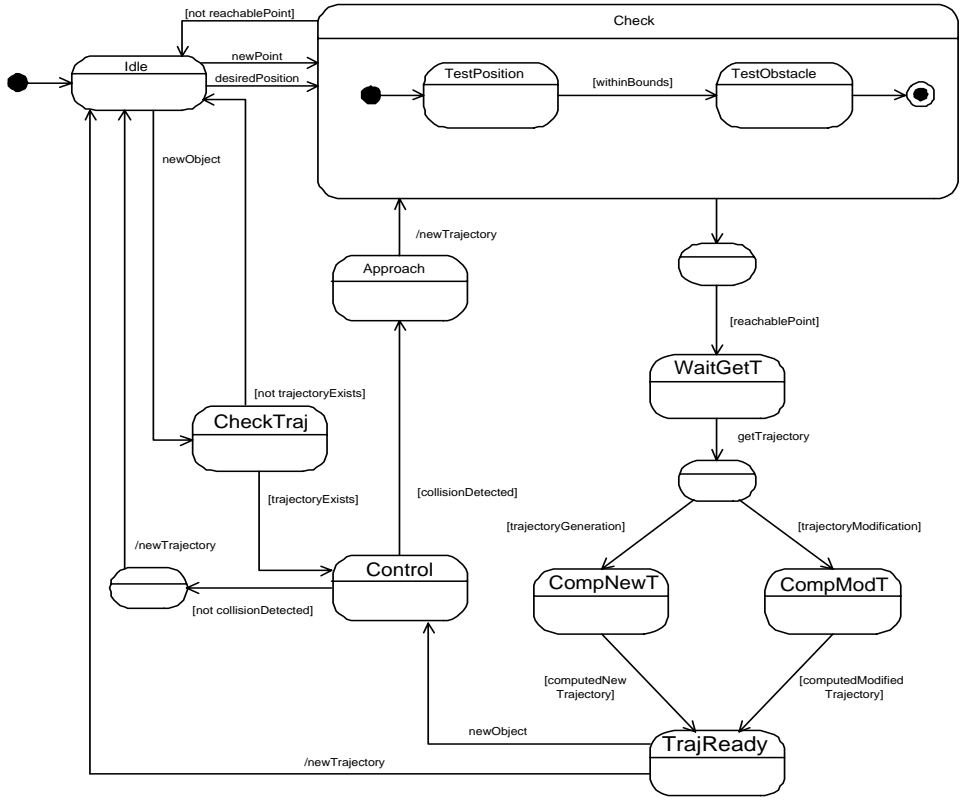 [not reachablePoint]
Check
Idle
newPoint
desiredPosition
TestPosition
[withinBounds]
TestObstacle
newObject
/newTrajectory
Approach
[reachablePoint]
WaitGetT
[not trajectoryExists]
CheckTraj
getTrajectory
[trajectoryExists]
[collisionDetected]
[trajectoryGeneration]
[trajectoryModification]
/newTrajectory
Control
CompNewT
CompModT
[not collisionDetected]
[computedNew
Trajectory]
[computedModified
Trajectory]
newObject
TrajReady
/newTrajectory